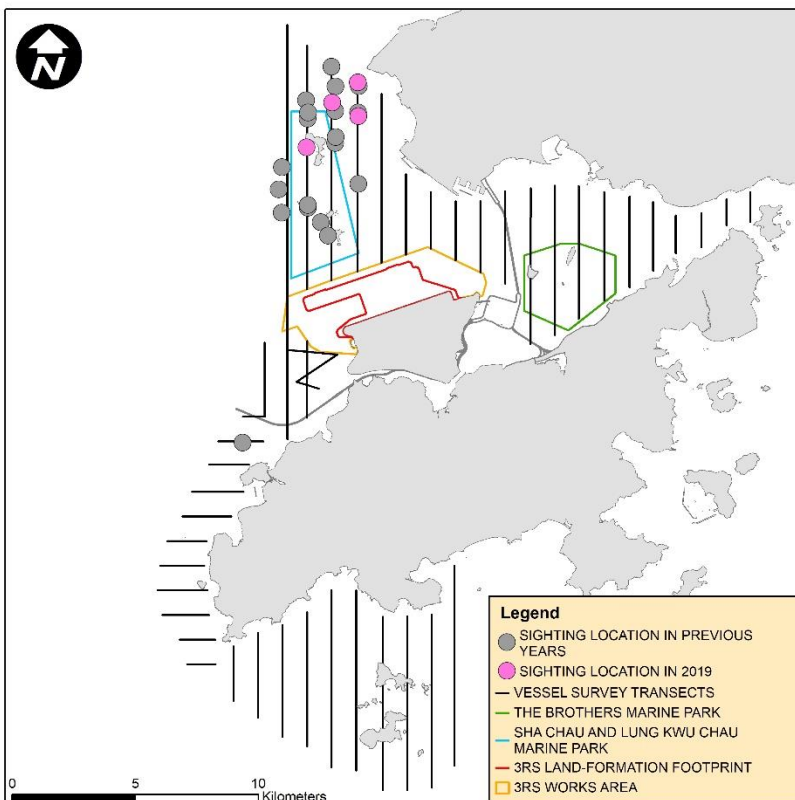 N
Legend
SIGHTING LOCATION IN PREVIOUS
YEARS
SIGHTING LOCATION IN 2019
VESSEL SURVEY TRANSECTS
THE BROTHERS MARINE PARK
SHA CHAU AND LUNG KWU CHAU
MARINE PARK
3RS LAND-FORMATION FOOTPRINT
3RS WORKS AREA
0 5 10
Kilometers